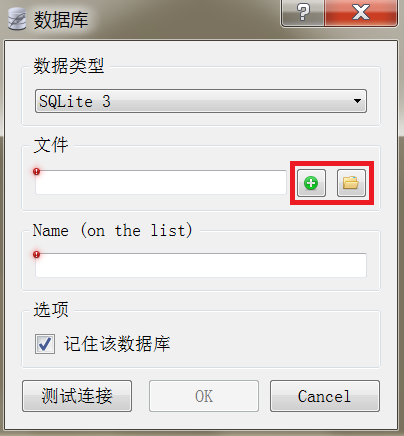 数据库
数据类型
SQLite 3
文件
Name (on the list)
选项
记住该数据库
测试连接 OK Cancel